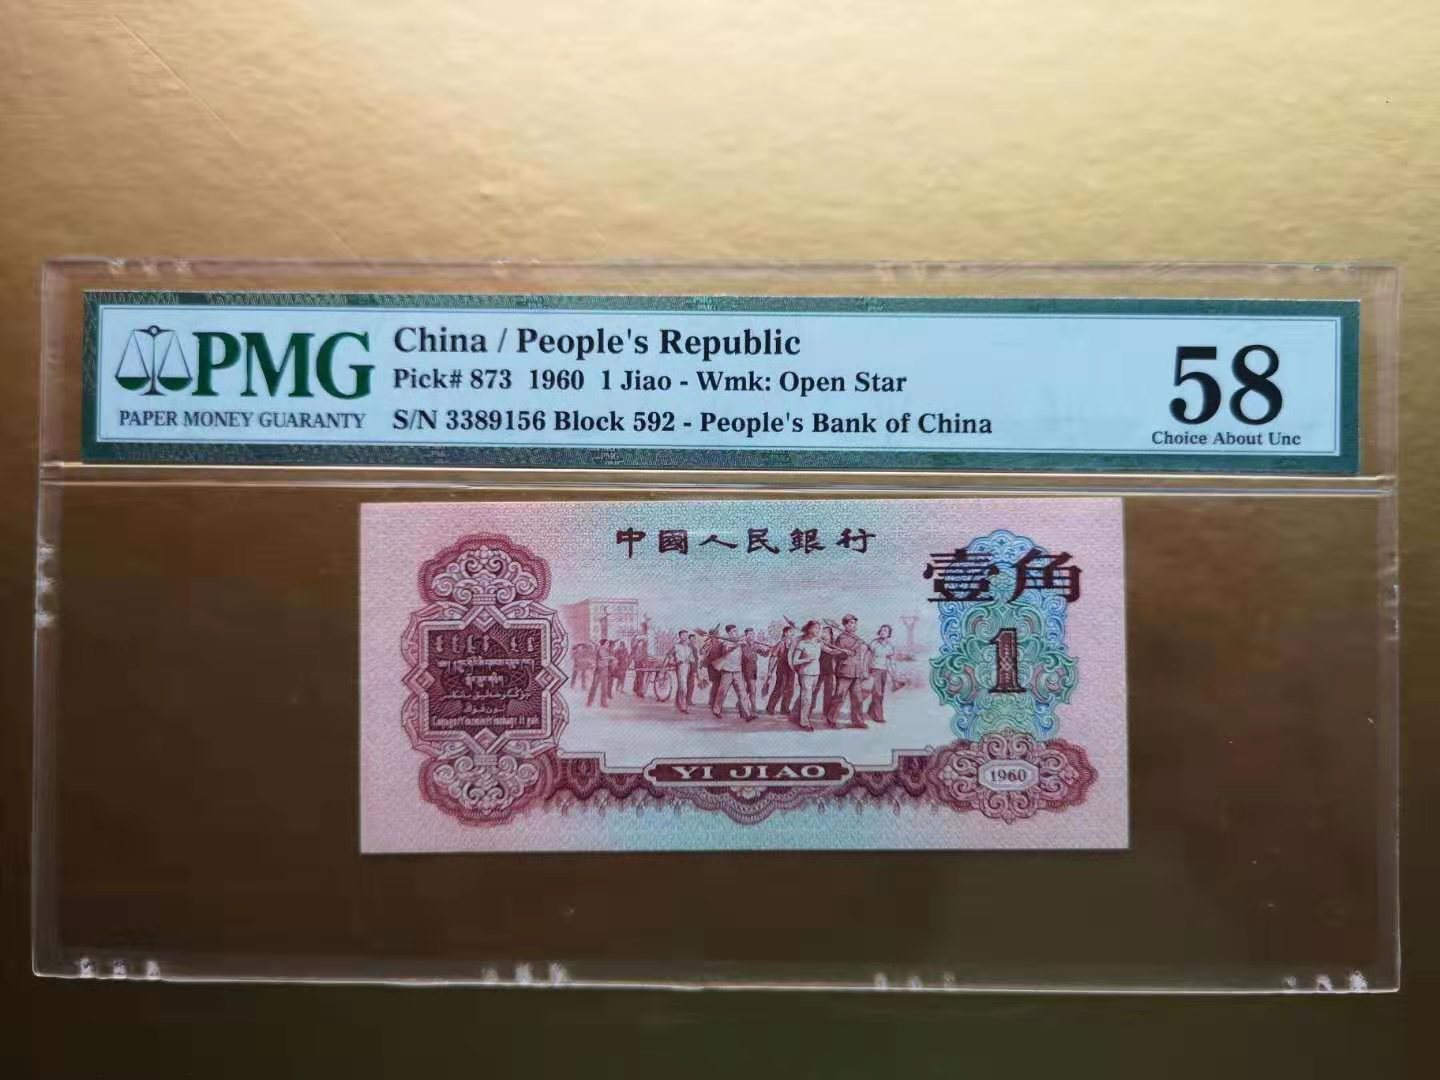 PMG
PAPER MONEY GUARANTY
China / People's Republic
Pick# 873 1960 1 Jiao - Wmk: Open Star
S/N 3389156 Block 592 - People's Bank of China
58
Choice About Unc
中國人民銀行
壹角
1
YI JIAO
1960